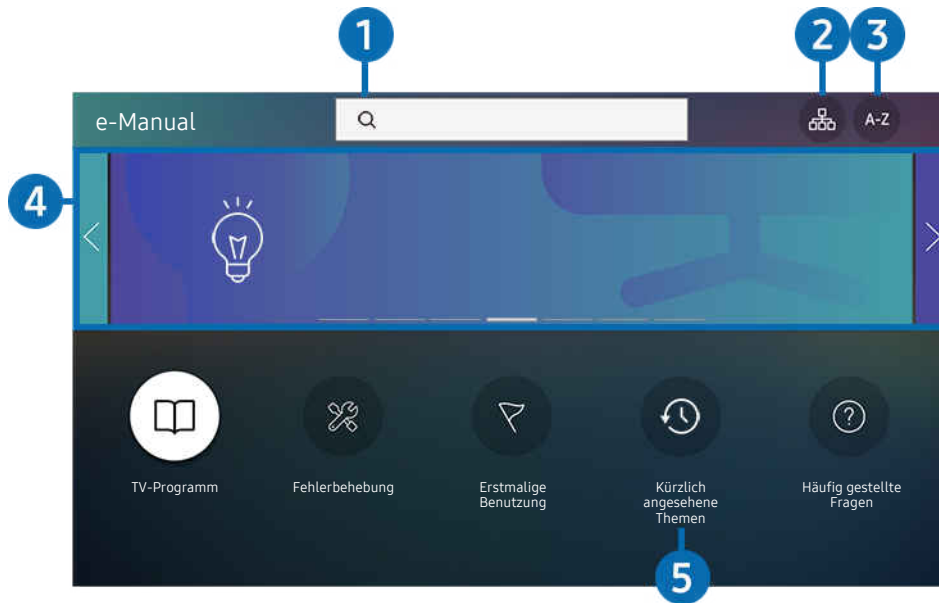 1
2
3
e-Manual
A-Z
4
TV-Programm
Fehlerbehebung
Erstmalige
Benutzung
Kürzlich
angesehene
Themen
Häufig gestellte
Fragen
5